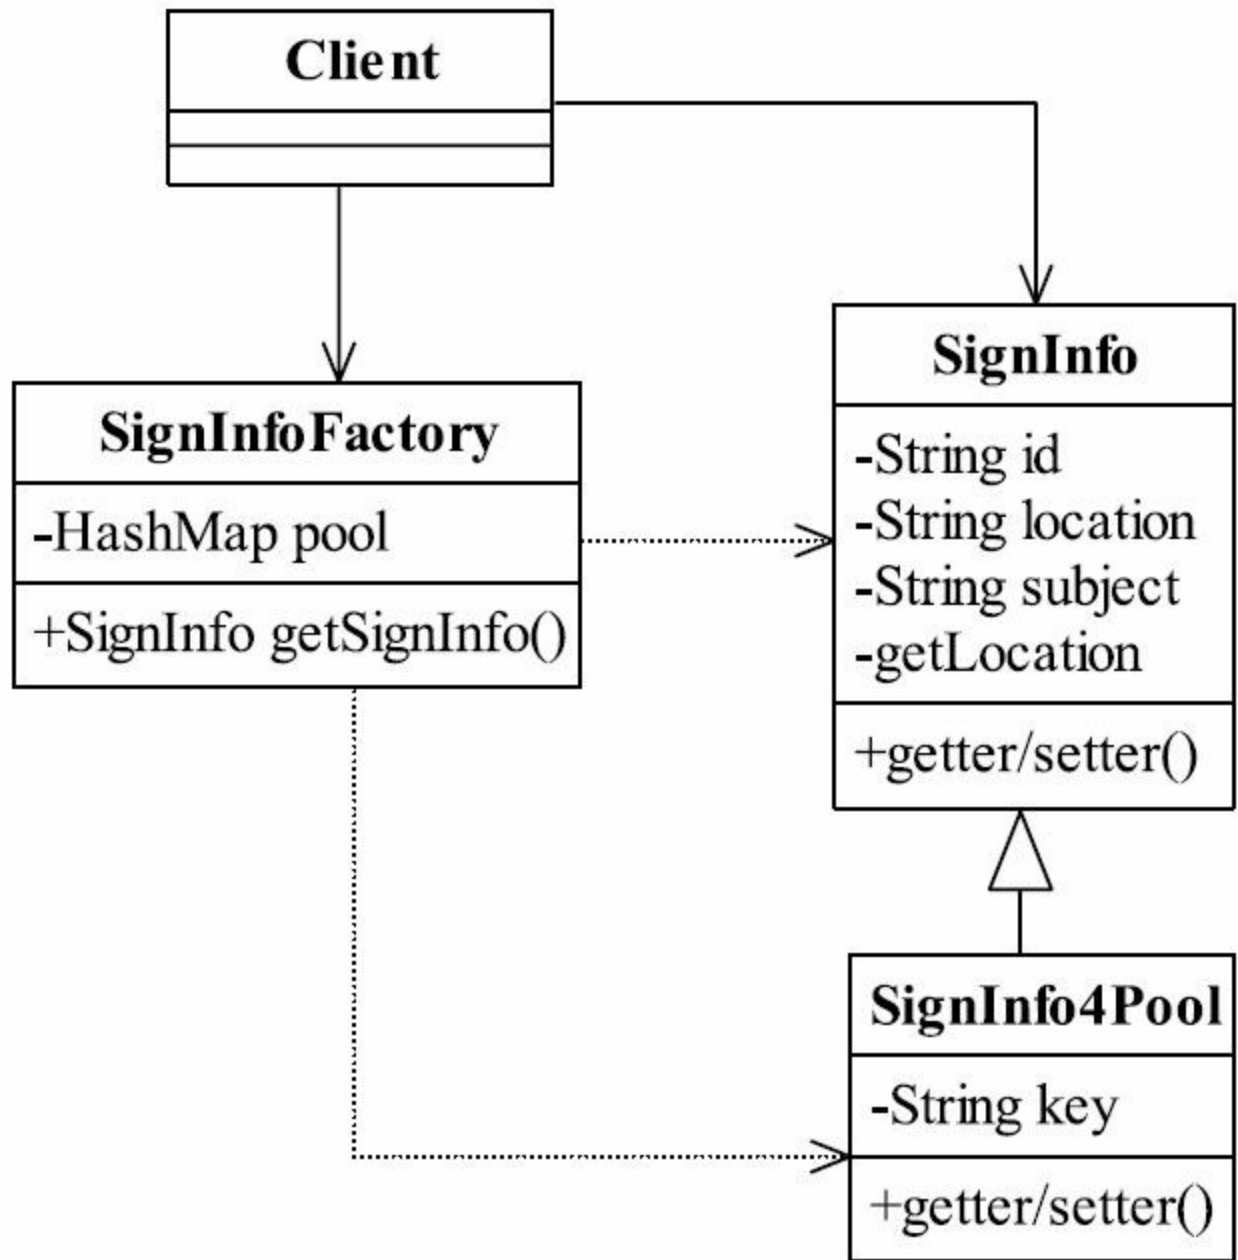 Client
SignInfo
-String id
-String location
-String subject
-getLocation
+getter/setter()
SignInfoFactory
-HashMap pool
+SignInfo getSignInfo()
SignInfo4Pool
-String key
+getter/setter()